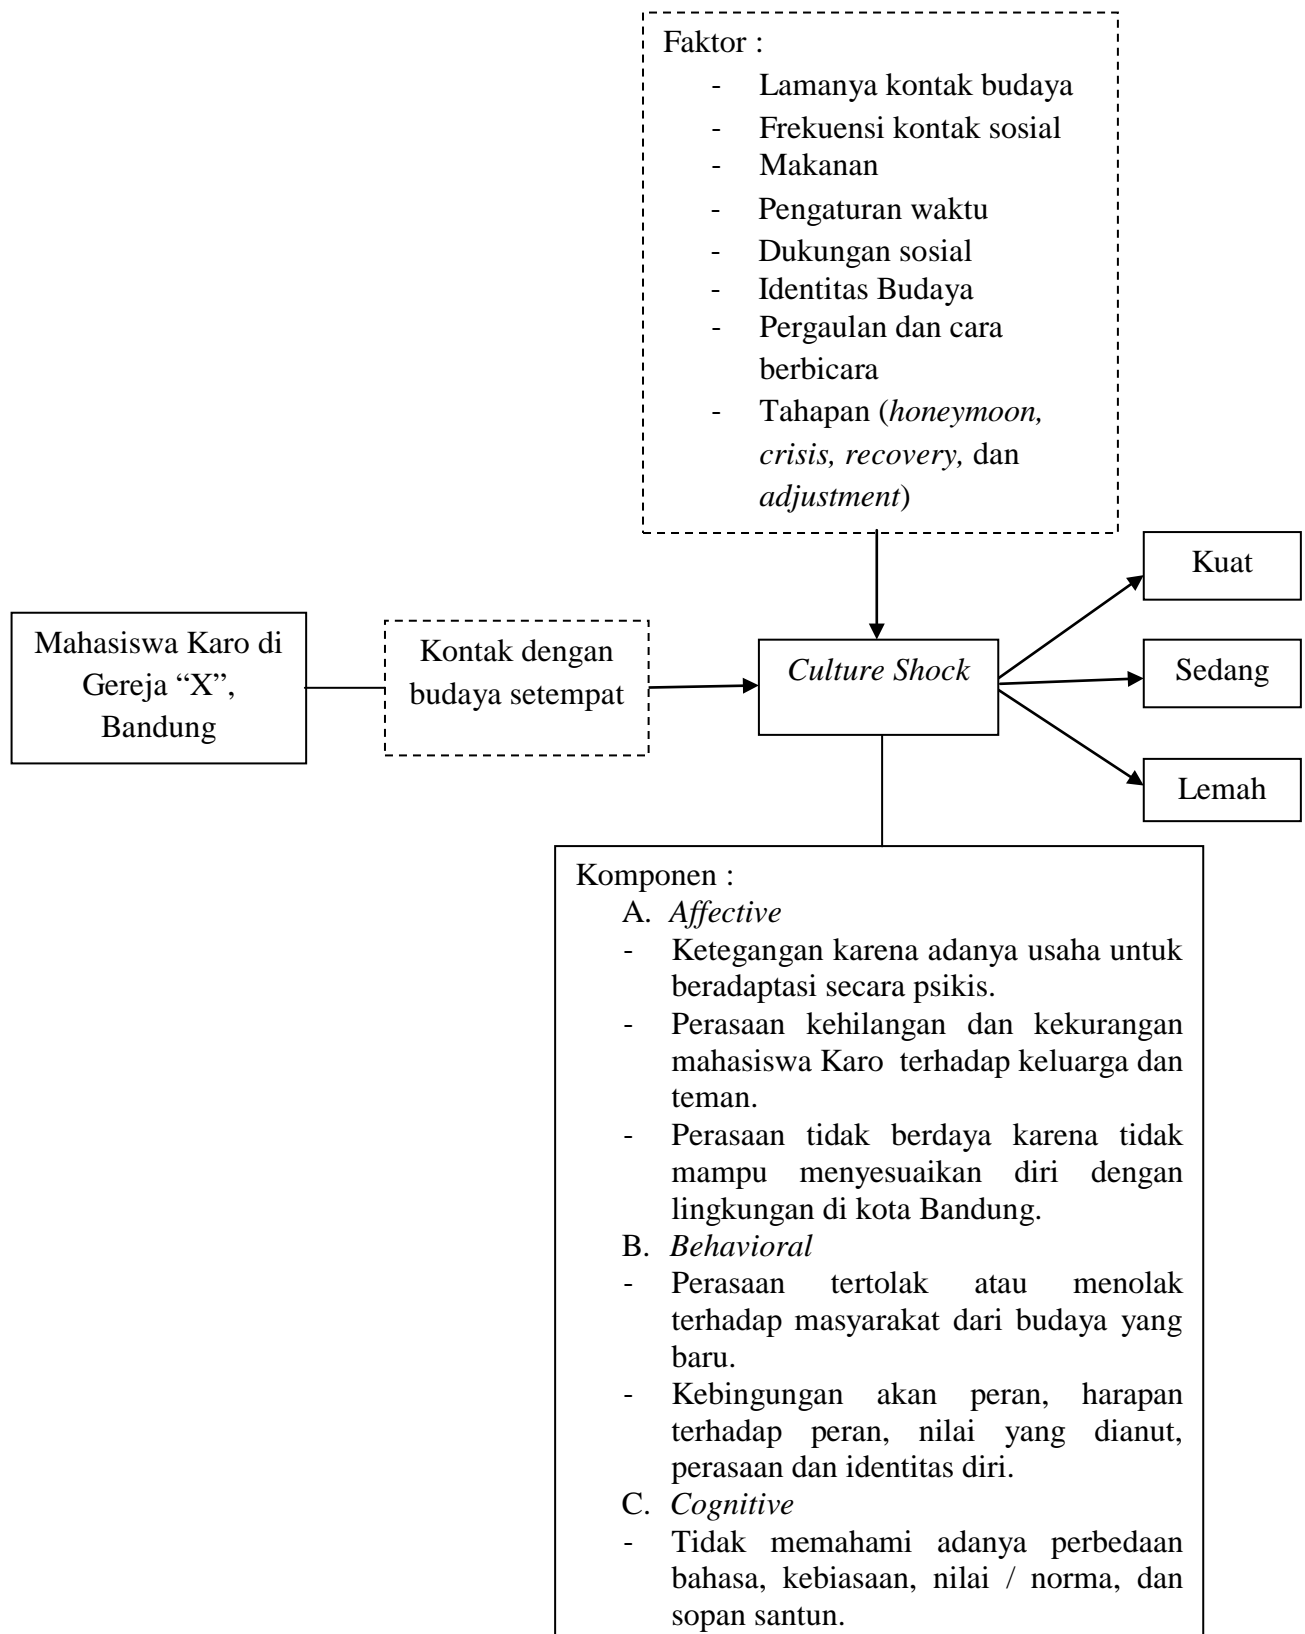 Faktor :
- Lamanya kontak budaya
- Frekuensi kontak sosial
- Makanan
- Pengaturan waktu
- Dukungan sosial
- Identitas Budaya
- Pergaulan dan cara
berbicara
- Tahapan (honeymoon,
crisis, recovery, dan
adjustment)
Mahasiswa Karo di
Gereja “X”,
Bandung
Kontak dengan
budaya setempat
Culture Shock
Kuat
Sedang
Lemah
Komponen :
A. Affective
- Ketegangan karena adanya usaha untuk
beradaptasi secara psikis.
- Perasaan kehilangan dan kekurangan
mahasiswa Karo terhadap keluarga dan
teman.
- Perasaan tidak berdaya karena tidak
mampu menyesuaikan diri dengan
lingkungan di kota Bandung.
B. Behavioral
- Perasaan tertolak atau menolak
terhadap masyarakat dari budaya yang
baru.
- Kebingungan akan peran, harapan
terhadap peran, nilai yang dianut,
perasaan dan identitas diri.
C. Cognitive
- Tidak memahami adanya perbedaan
bahasa, kebiasaan, nilai / norma, dan
sopan santun.